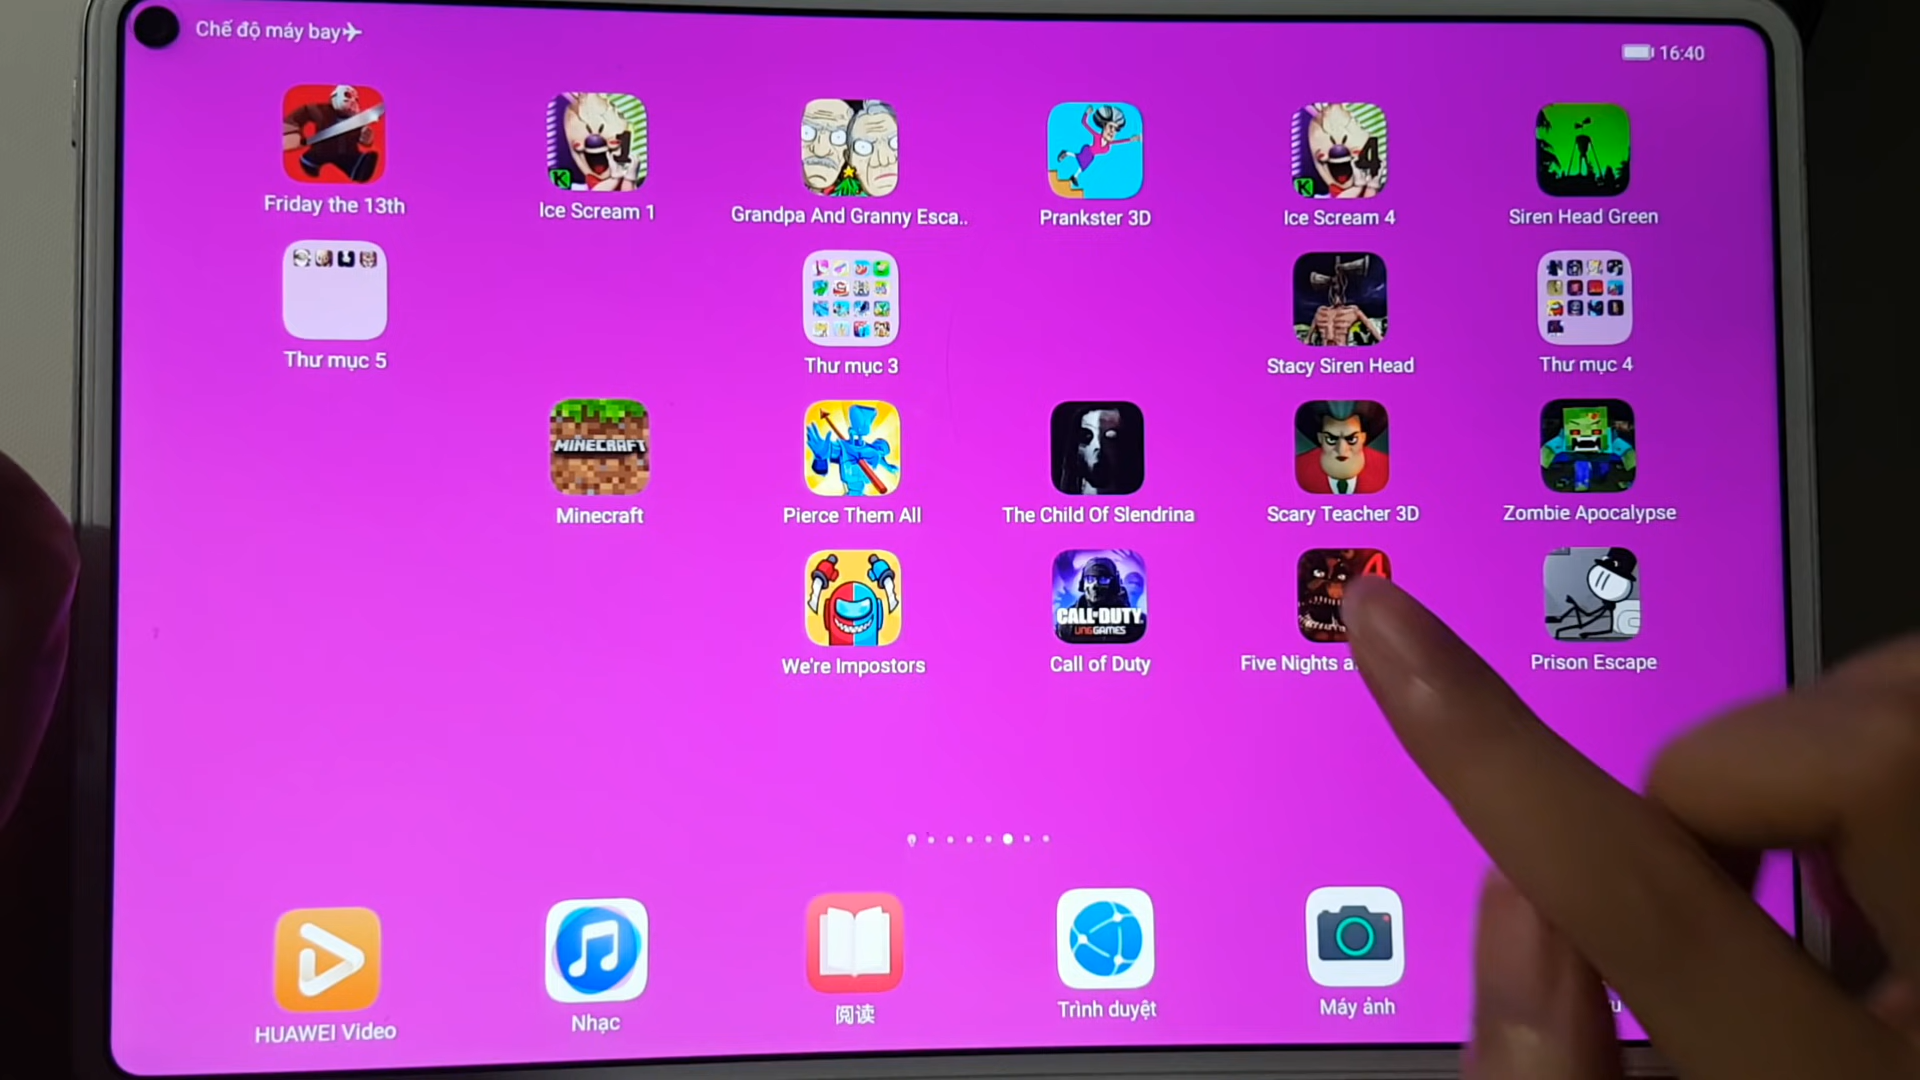 Chế độ máy bay
16:40
Friday the 13th
Ice Scream 1
Grandpa And Granny Esca..
Prankster 3D
Ice Scream 4
Siren Head Green
Thư mục 5
Thư mục 3
Stacy Siren Head
Thư mục 4
MINECRAFT
Minecraft
Pierce Them All
The Child Of Slendrina
Scary Teacher 3D
Zombie Apocalypse
CALL·DUTY
We're Impostors
Call of Duty
Five Nights
Prison Escape
HUAWEI Video
Nhạc
阅读
Trình duyệt
Máy ảnh